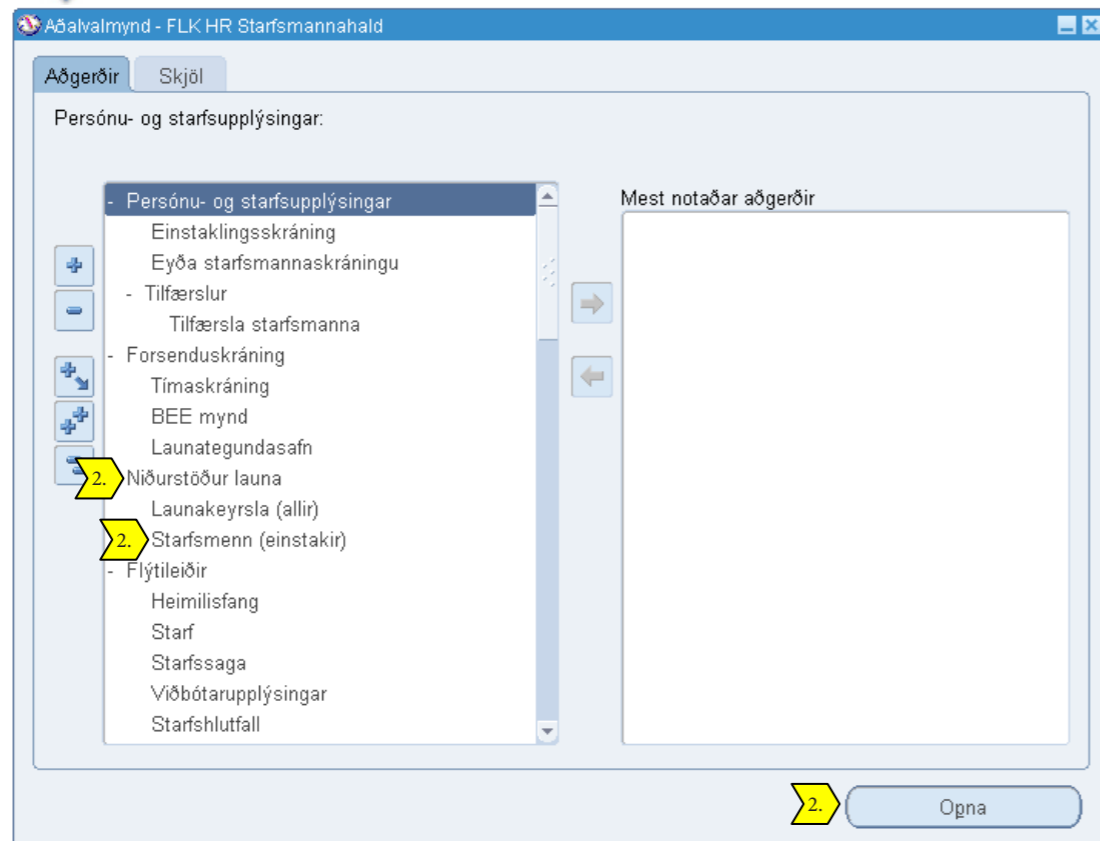 Aðalvalmynd - FLK HR Starfsmannahald
Aðgerðir Skjöl
Persónu- og starfsupplýsingar:
- Persónu- og starfsupplýsingar
Einstaklingsskráning
Eyða starfsmannaskráningu
- Tilfærslur
Tilfærsla starfsmanna
- Forsenduskráning
Tímaskráning
BEE mynd
Launategundasafn
2. Niðurstöður launa
Launakeyrsla (allir)
2. Starfsmenn (einstakir)
- Flýtileiðir
Heimilisfang
Starf
Starfssaga
Viðbótarupplýsingar
Starfshlutfall
Mest notaðar aðgerðir
2. Opna